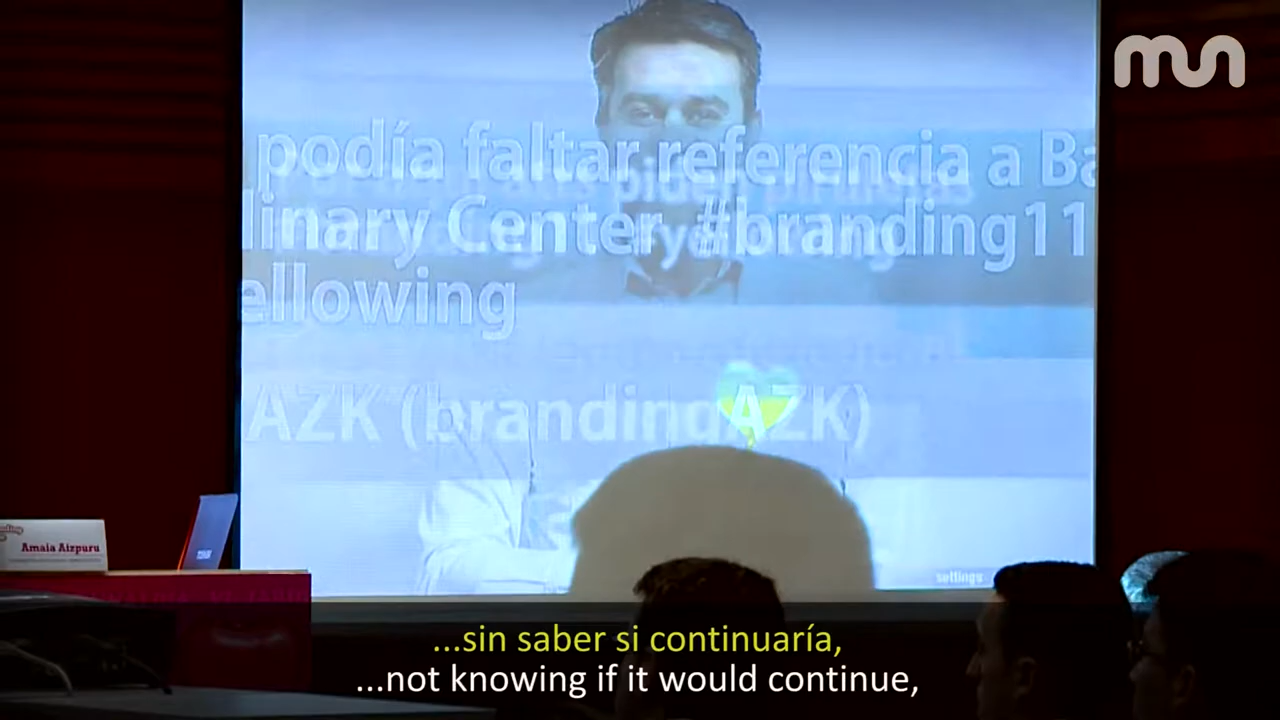 mun
podía faltar referencia a Ba
linary Center #branding11
ellowing
AZK (brandingAZK)
settings
Amaia Aizpuru
...sin saber si continuaría,
...not knowing if it would continue,